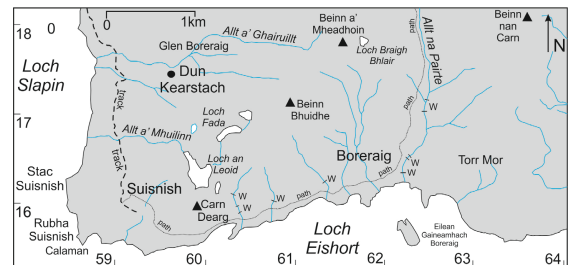 18
0
1km
Allt a' Ghairuillt
Beinn a'
Mheadhoin
Allt na Pairte
Beinn
nan
Carn
N
Glen Boreraig
Loch Braigh
Bhlair
Loch
Slapin
Dun
Kearstach
track
path
W
Loch
Fada
Beinn
Bhuidhe
17
Allt a' Mhuilinn
track
Loch an
Leoid
Boreraig
path
W
Torr Mor
Stac
Suisnish
Suisnish
W
W
W
W
path
W
16
Carn
Dearg
path
Rubha
Suisnish
Calaman
Loch
Eishort
Eilean
Gaineamhach
Boreraig
59
60
61
62
63
64